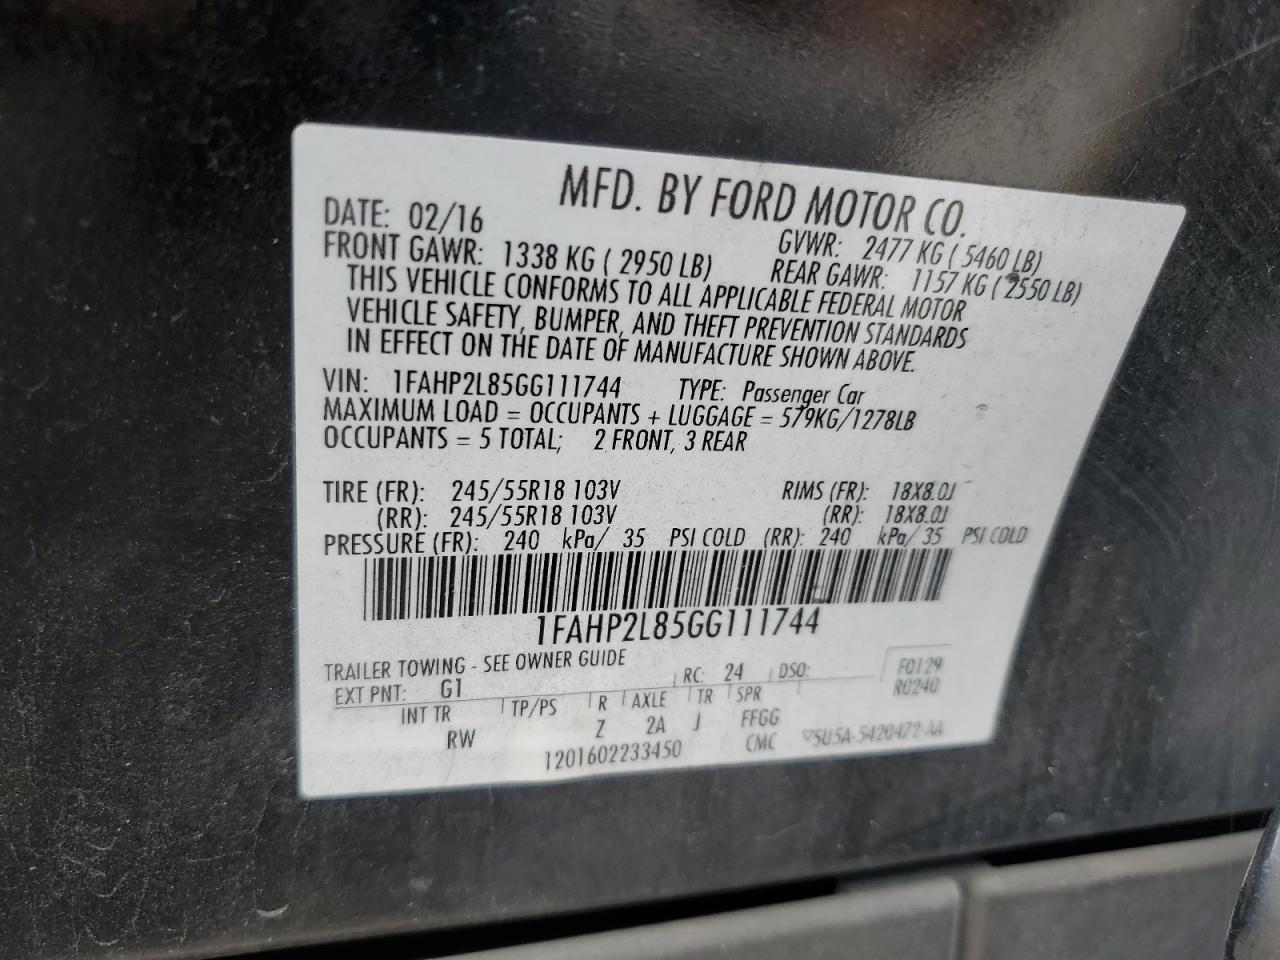 MFD. BY FORD MOTOR CO.
DATE: 02/16 GVWR: 2477 KG ( 5460 LB)
FRONT GAWR: 1338 KG ( 2950 LB) REAR GAWR: 1157 KG ( 2550 LB)
THIS VEHICLE CONFORMS TO ALL APPLICABLE FEDERAL MOTOR
VEHICLE SAFETY, BUMPER, AND THEFT PREVENTION STANDARDS
IN EFFECT ON THE DATE OF MANUFACTURE SHOWN ABOVE.
VIN: 1FAHP2L85GG111744 TYPE: Passenger Car
MAXIMUM LOAD = OCCUPANTS + LUGGAGE = 579KG/1278LB
OCCUPANTS = 5 TOTAL; 2 FRONT, 3 REAR
TIRE (FR): 245/55R18 103V RIMS (FR): 18X8.0J
(RR): 245/55R18 103V (RR): 18X8.0J
PRESSURE (FR): 240 kPa/ 35 PSI COLD (RR): 240 kPa/ 35 PSI COLD
1FAHP2L85GG111744
TRAILER TOWING - SEE OWNER GUIDE
EXT PNT: G1 RC: 24 DSO: F0129
R0240
INT TR TP/PS R AXLE TR SPR
RW Z 2A J FFGG
1201602233450 CMC ▽5U5A-5420472-AA